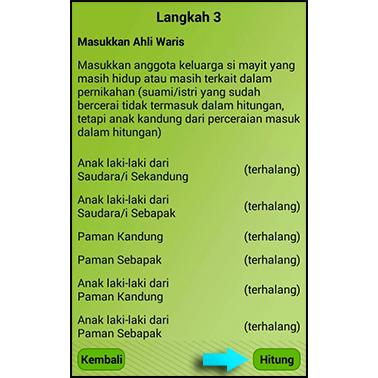 Langkah 3
Masukkan Ahli Waris
Masukkan anggota keluarga si mayit yang
masih hidup atau masih terkait dalam
pernikahan (suami/istri yang sudah
bercerai tidak termasuk dalam hitungan,
tetapi anak kandung dari perceraian masuk
dalam hitungan)
Anak laki-laki dari
Saudara/i Sekandung (terhalang)
Anak laki-laki dari
Saudara/i Sebapak (terhalang)
Paman Kandung (terhalang)
Paman Sebapak (terhalang)
Anak laki-laki dari
Paman Kandung (terhalang)
Anak laki-laki dari
Paman Sebapak (terhalang)
Kembali Hitung